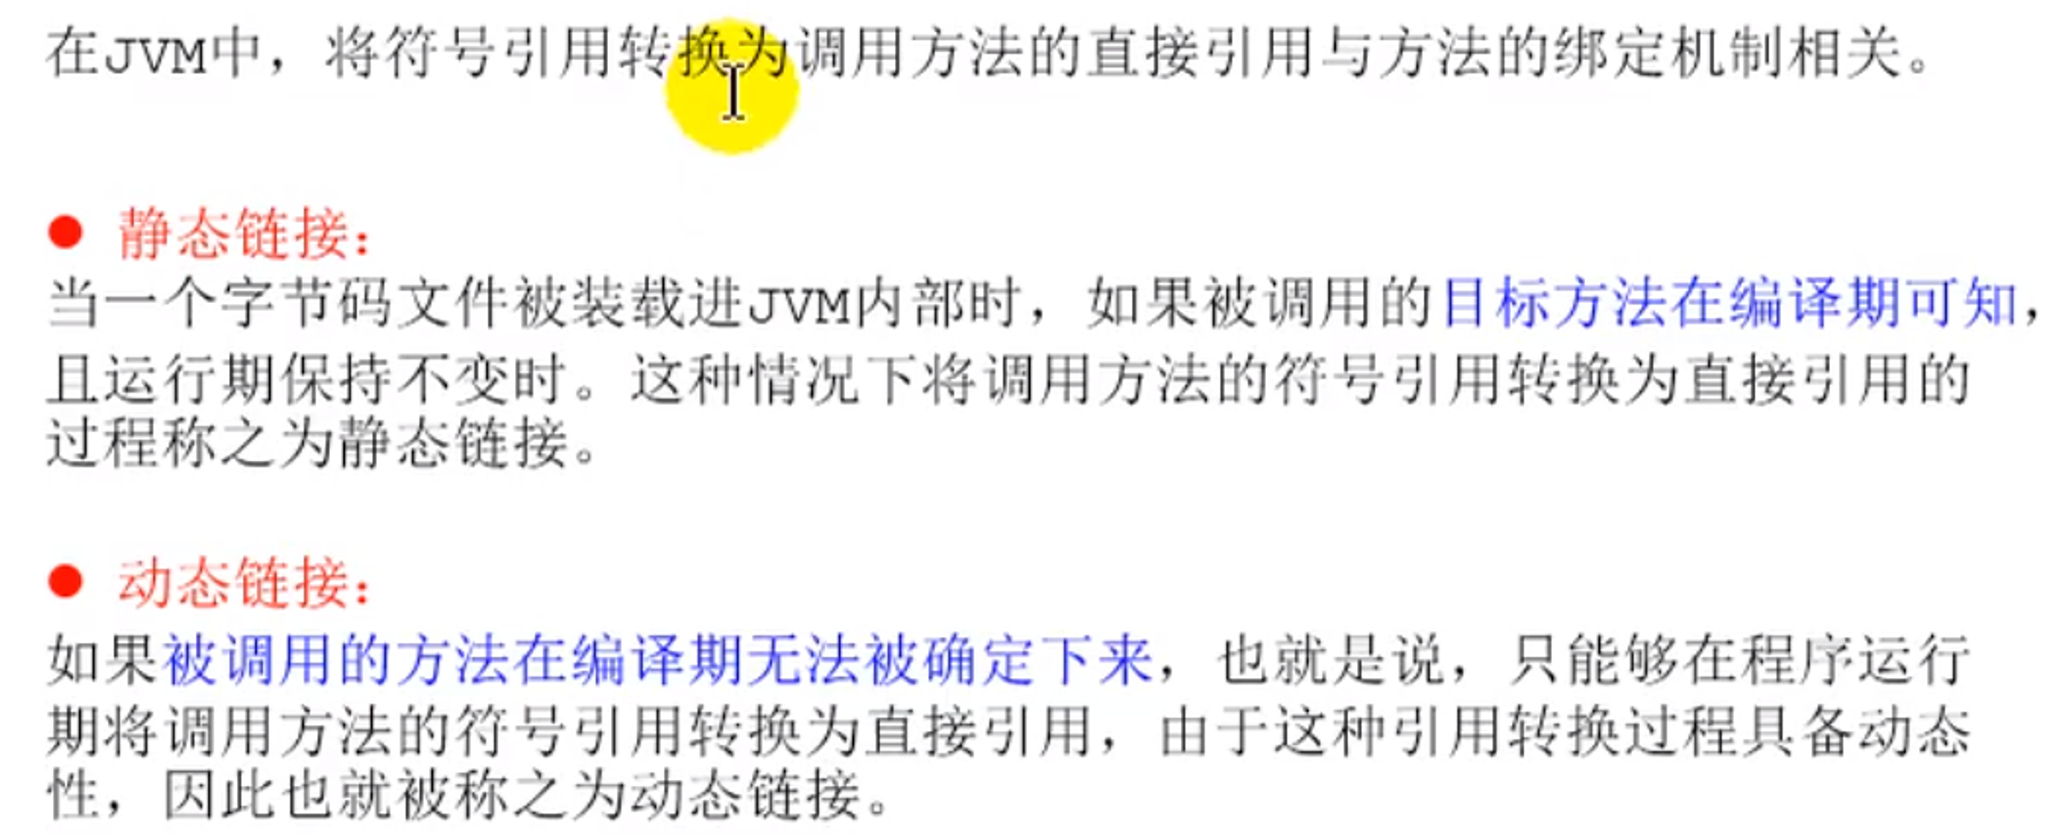 在JVM中，将符号引用转换为调用方法的直接引用与方法的绑定机制相关。
● 静态链接：
当一个字节码文件被装载进JVM内部时，如果被调用的目标方法在编译期可知，
且运行期保持不变时。这种情况下将调用方法的符号引用转换为直接引用的
过程称之为静态链接。
● 动态链接：
如果被调用的方法在编译期无法被确定下来，也就是说，只能够在程序运行
期将调用方法的符号引用转换为直接引用，由于这种引用转换过程具备动态
性，因此也就被称之为动态链接。